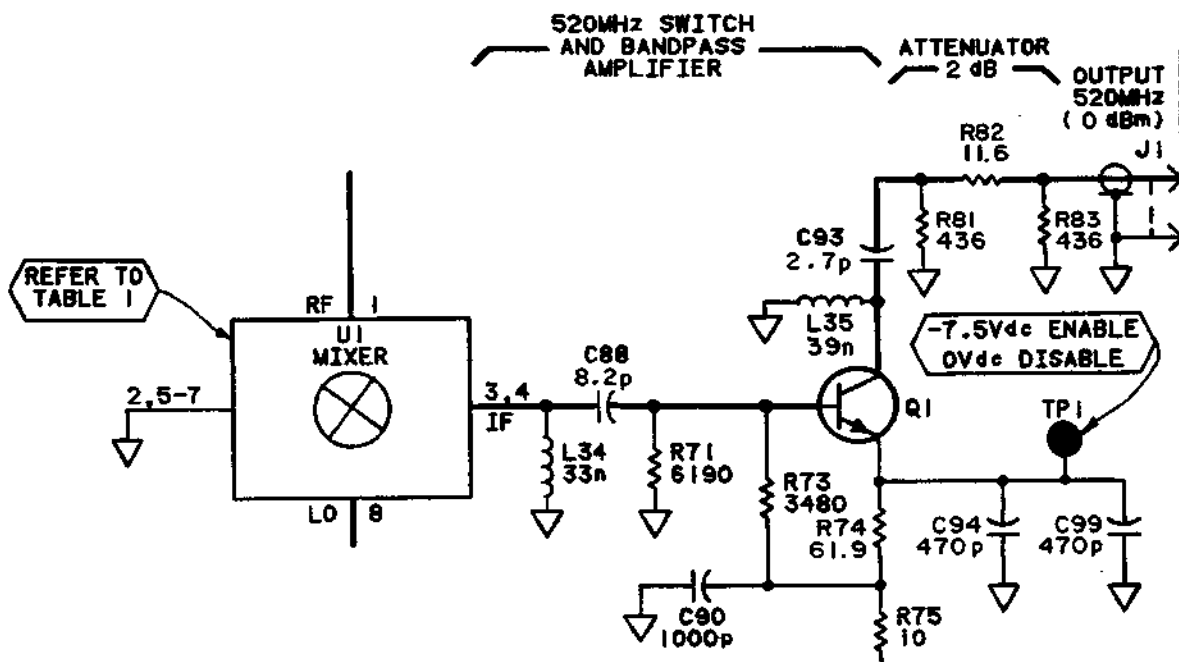 520MHz SWITCH
AND BANDPASS
AMPLIFIER
ATTENUATOR
2 dB
OUTPUT
520MHz
(0 dBm)
J1
R82
11.6
R81
436
R83
436
C93
2.7p
L35
39n
REFER TO
TABLE 1
RF 1
U1
MIXER
2,5-7
3,4
IF
LO 8
C88
8.2p
L34
33n
R71
6190
R73
3480
Q1
-7.5Vdc ENABLE
0Vdc DISABLE
TP1
R74
61.9
C94
470p
C99
470p
C90
1000p
R75
10